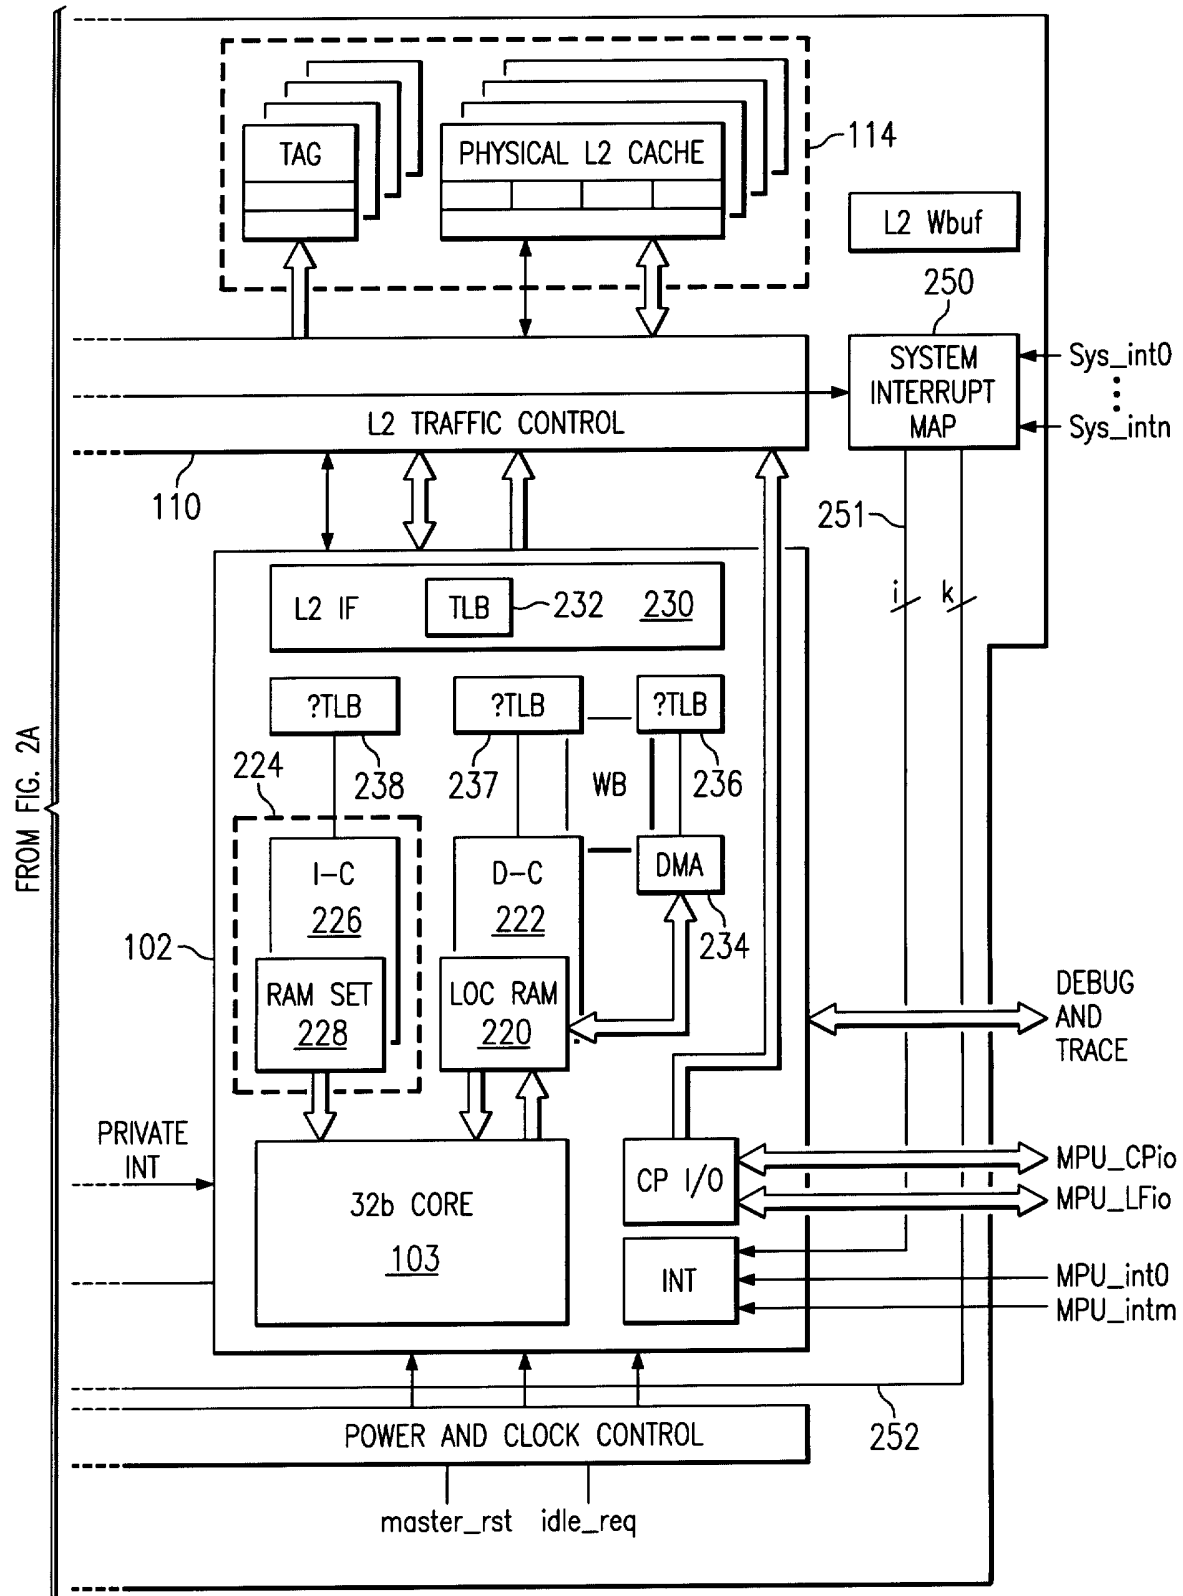 TAG
PHYSICAL L2 CACHE
114
L2 Wbuf
250
SYSTEM
INTERRUPT
MAP
Sys_int0
Sys_intn
L2 TRAFFIC CONTROL
110
251
i
k
L2 IF
TLB
232
230
?TLB
?TLB
?TLB
FROM FIG. 2A
224
238
237
WB
236
I-C
226
D-C
222
DMA
234
102
RAM SET
228
LOC RAM
220
DEBUG
AND
TRACE
PRIVATE
INT
32b CORE
103
CP I/O
MPU_CPio
MPU_LFio
INT
MPU_int0
MPU_intm
252
POWER AND CLOCK CONTROL
master_rst
idle_req